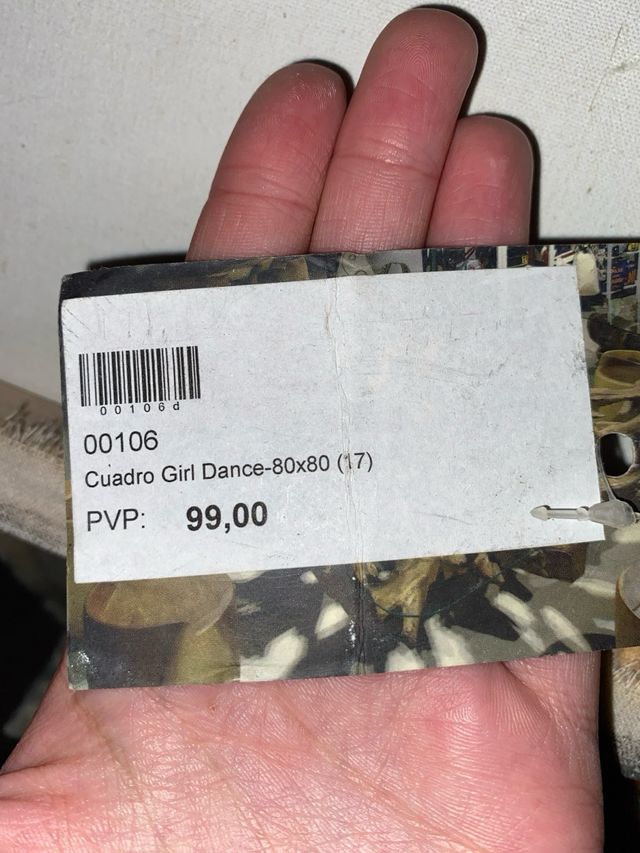 00106d
00106
Cuadro Girl Dance-80x80 (17)
PVP: 99,00